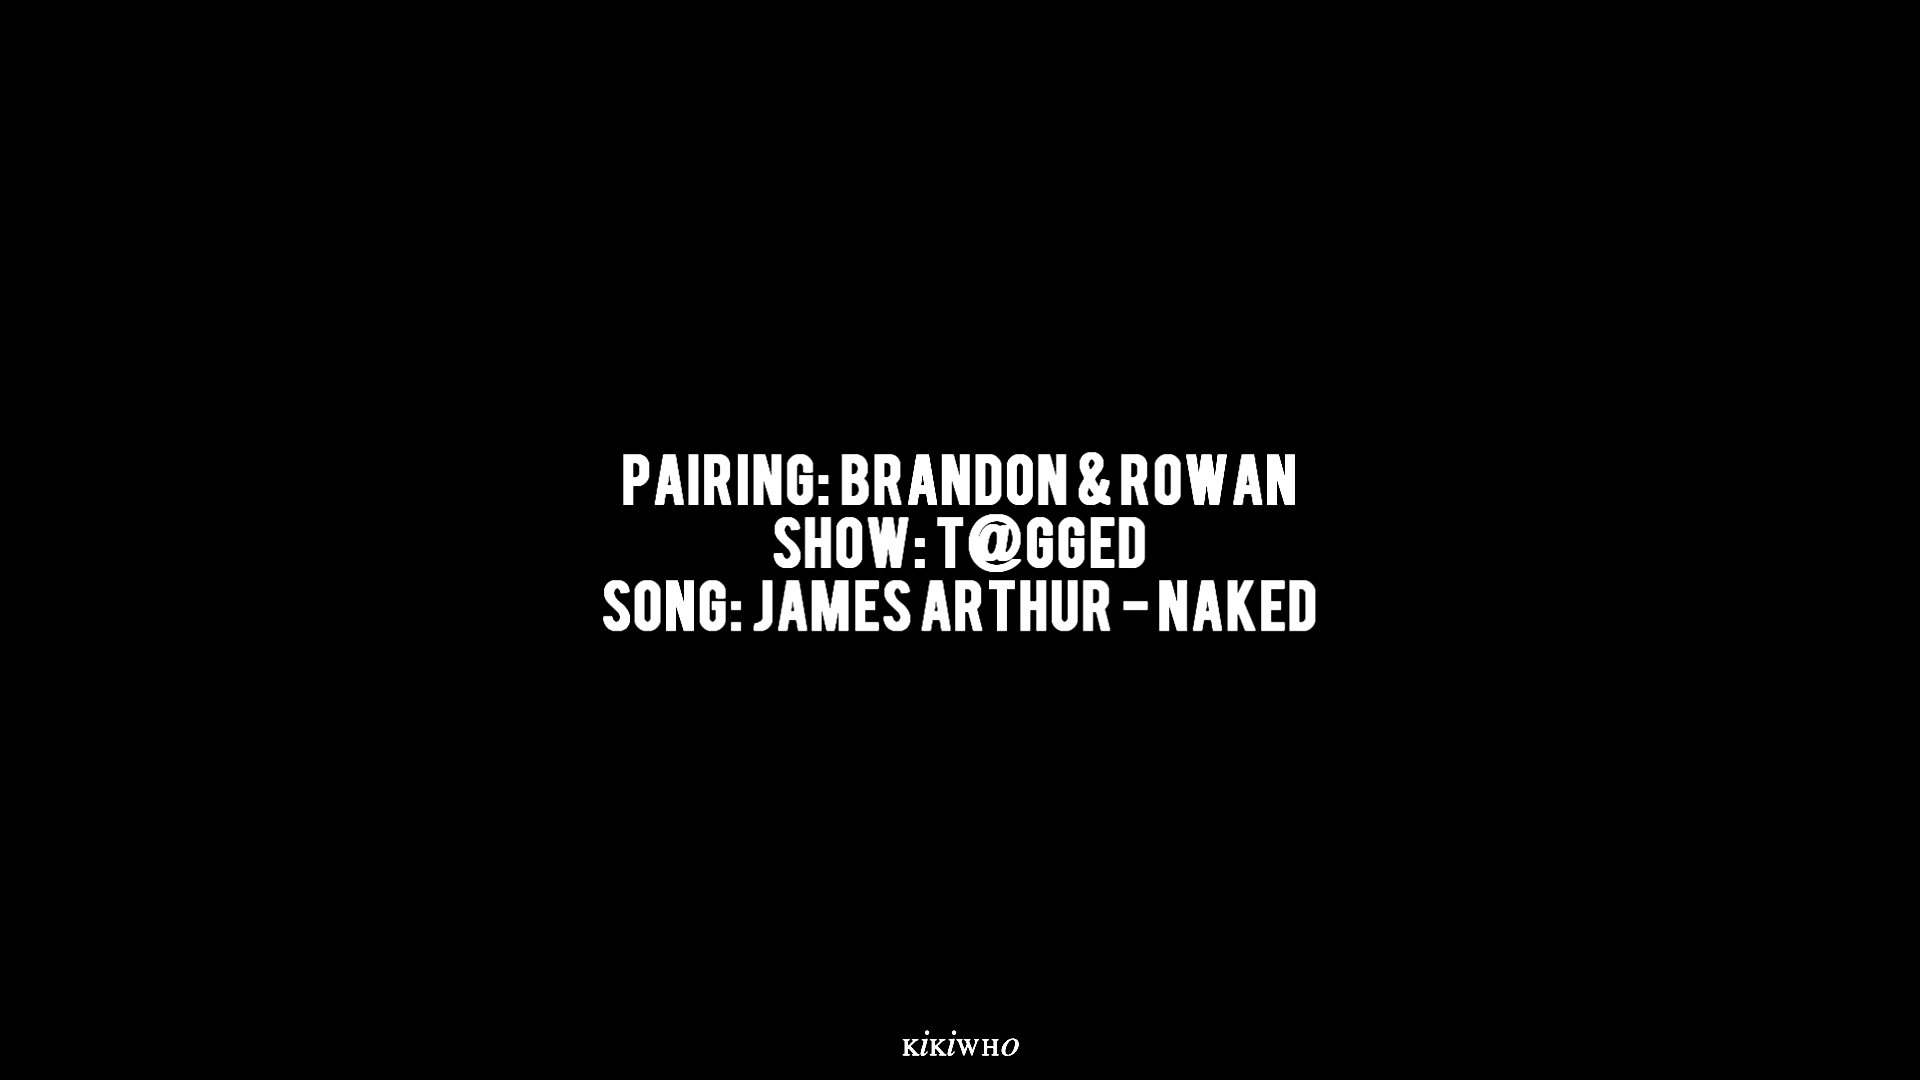 PAIRING: BRANDON & ROWAN
SHOW: T@GGED
SONG: JAMES ARTHUR - NAKED
KiKiWHO